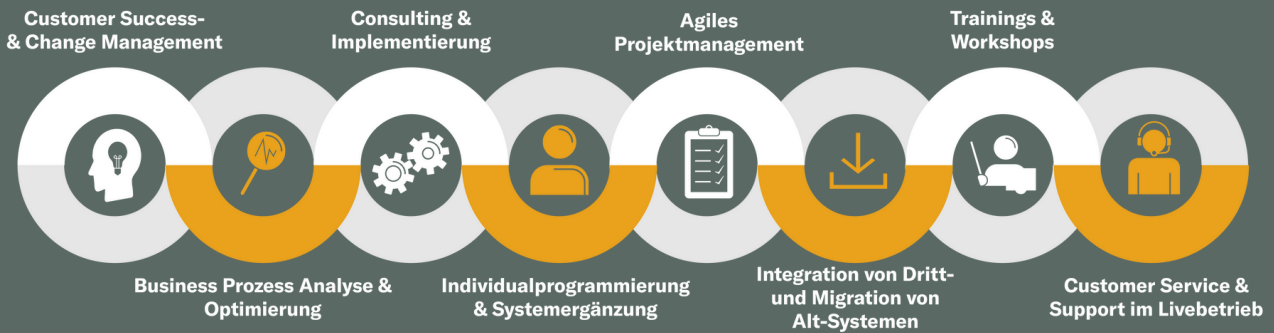 Customer Success-
& Change Management
Business Prozess Analyse &
Optimierung
Consulting &
Implementierung
Individualprogrammierung
& Systemergänzung
Agiles
Projektmanagement
Integration von Dritt-
und Migration von
Alt-Systemen
Trainings &
Workshops
Customer Service &
Support im Livebetrieb